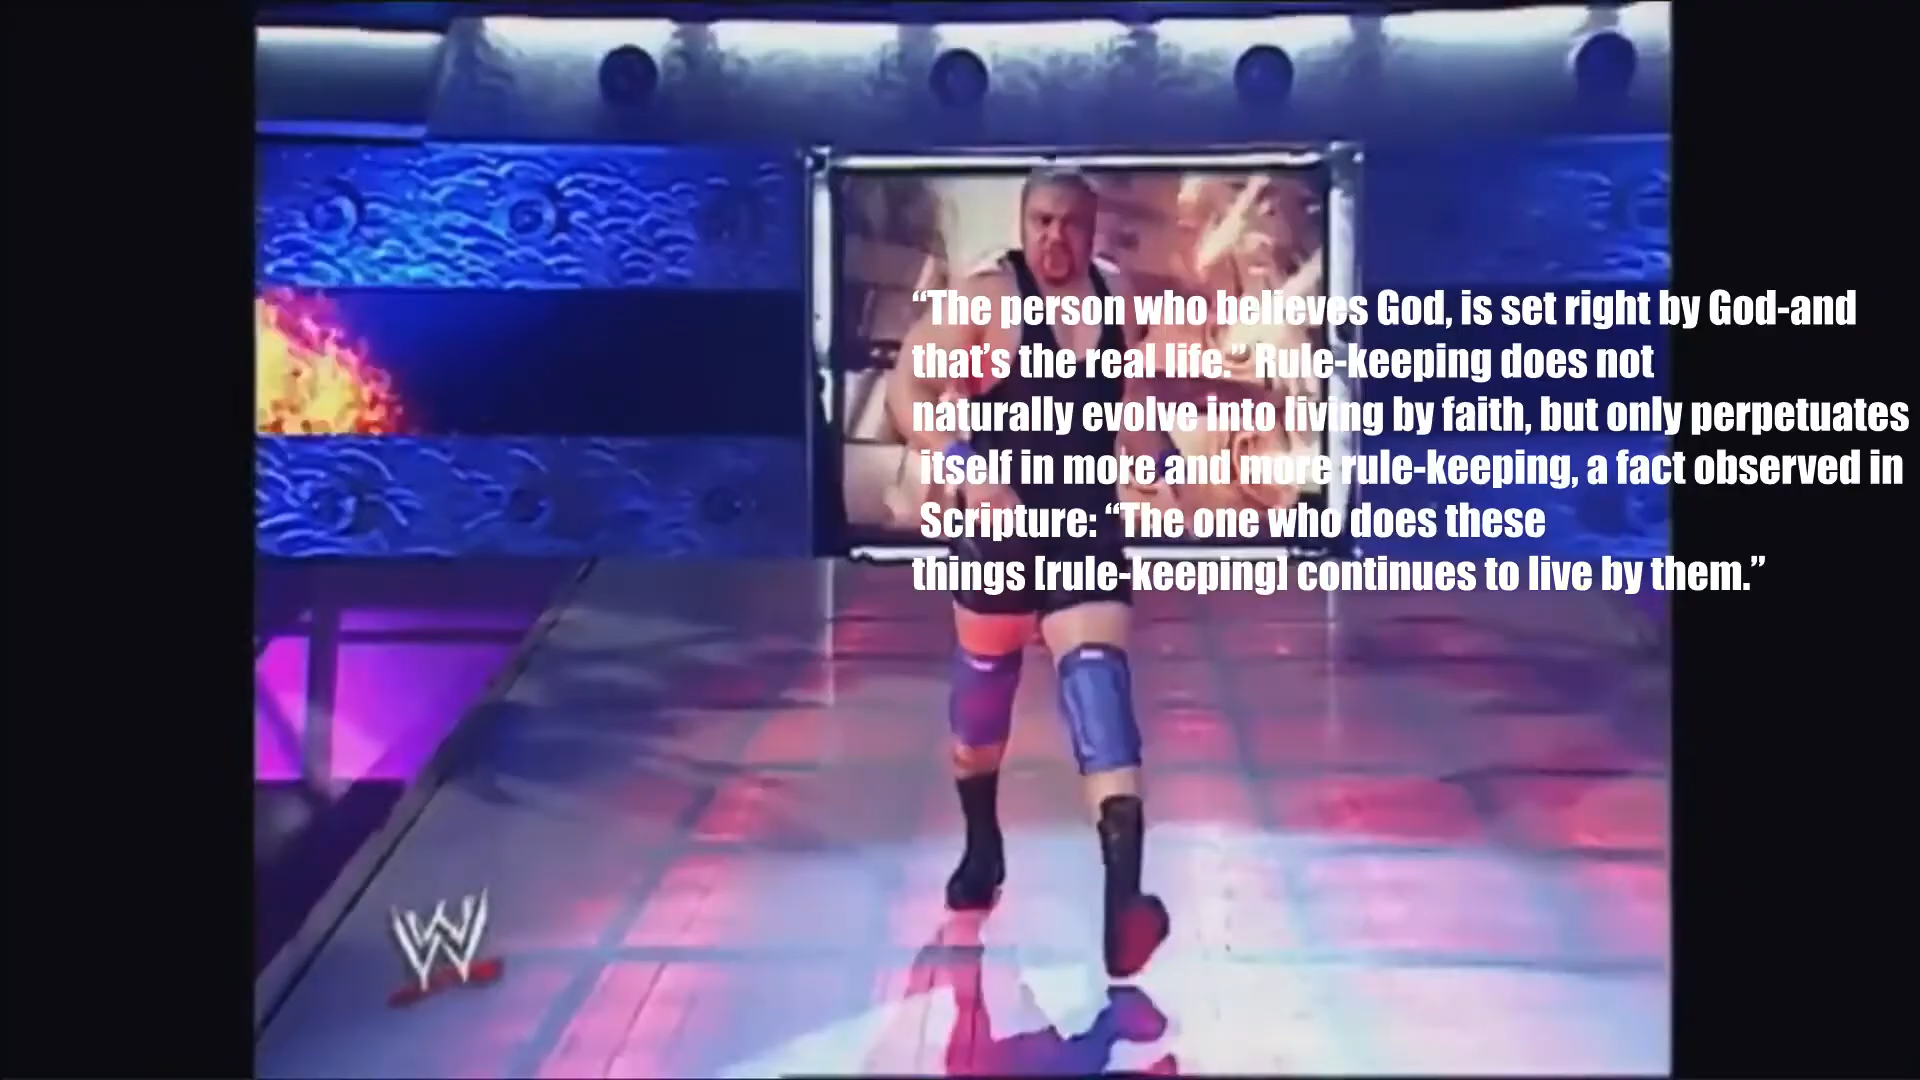 “The person who believes God, is set right by God-and
that’s the real life.” Rule-keeping does not
naturally evolve into living by faith, but only perpetuates
itself in more and more rule-keeping, a fact observed in
Scripture: “The one who does these
things [rule-keeping] continues to live by them.”
W